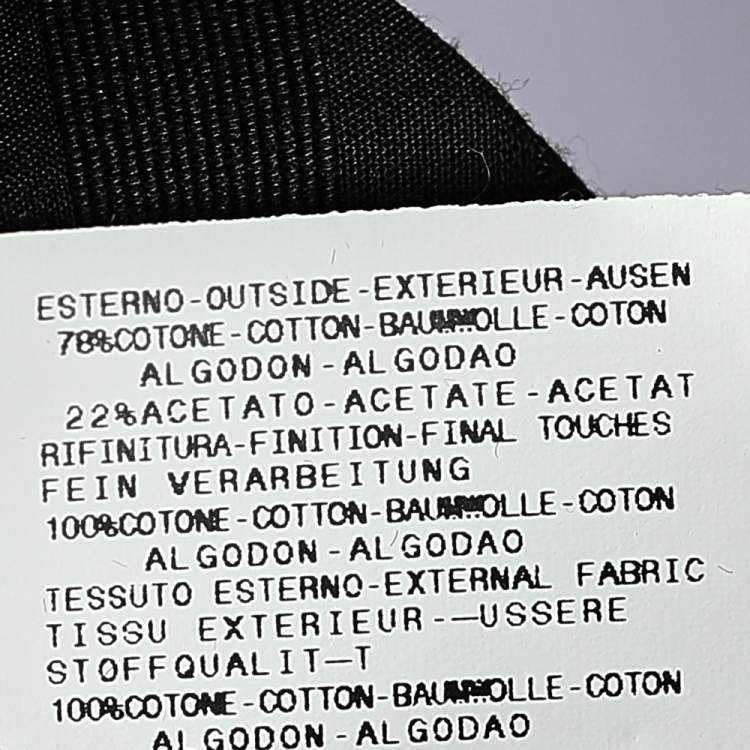 ESTERNO-OUTSIDE-EXTERIEUR-AUSEN
78%COTONE-COTTON-BAUMWOLLE-COTON
ALGODON-ALGODAO
22%ACETATO-ACETATE-ACETAT
RIFINITURA-FINITION-FINAL TOUCHES
FEIN VERARBEITUNG
100%COTONE-COTTON-BAUMWOLLE-COTON
ALGODON-ALGODAO
TESSUTO ESTERNO-EXTERNAL FABRIC
TISSU EXTERIEUR-—USSERE
STOFFQUALIT—T
100%COTONE-COTTON-BAUMWOLLE-COTON
ALGODON-ALGODAO